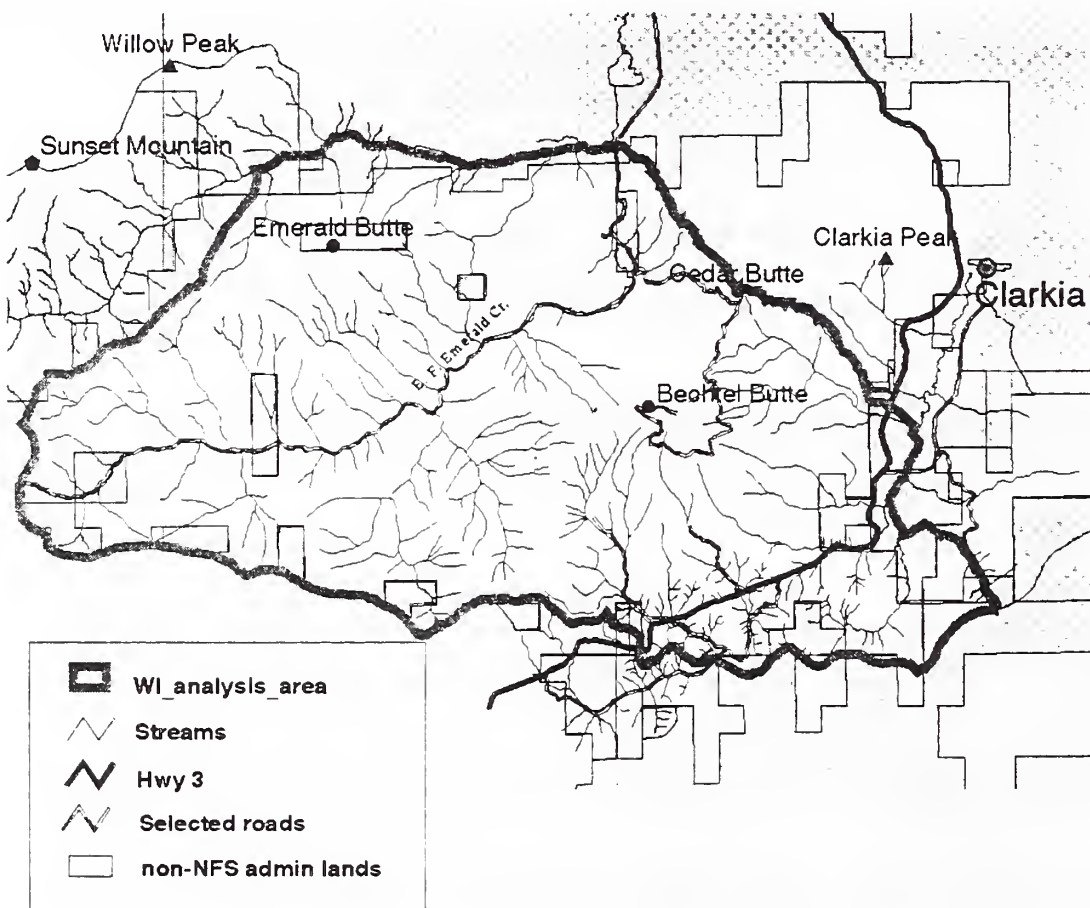 Willow Peak
Sunset Mountain
Emerald Butte
Clarkia Peak
Cedar Butte
Clarkia
E. F. Emerald Cr.
Bechtel Butte
WI_analysis_area
Streams
Hwy 3
Selected roads
non-NFS admin lands